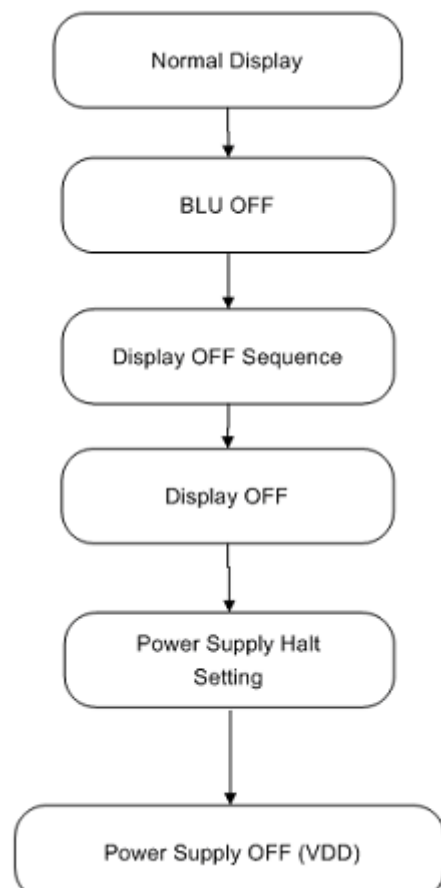 Normal Display
BLU OFF
Display OFF Sequence
Display OFF
Power Supply Halt
Setting
Power Supply OFF (VDD)